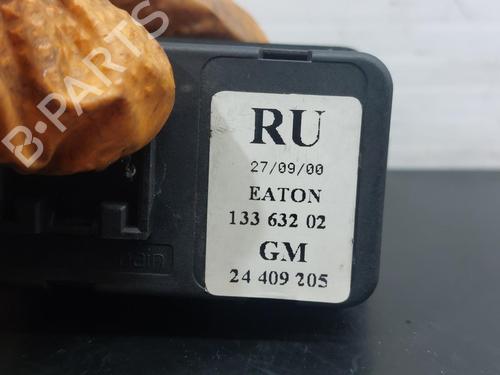 RU
27/09/00
EATON
133 632 02
GM
24 409 205
B-PARTS